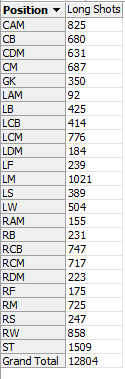 Position Long Shots
CAM 825
CB 680
CDM 631
CM 687
GK 350
LAM 92
LB 425
LCB 414
LCM 776
LDM 184
LF 239
LM 1021
LS 389
LW 504
RAM 155
RB 231
RCB 747
RCM 717
RDM 223
RF 175
RM 725
RS 247
RW 858
ST 1509
Grand Total 12804